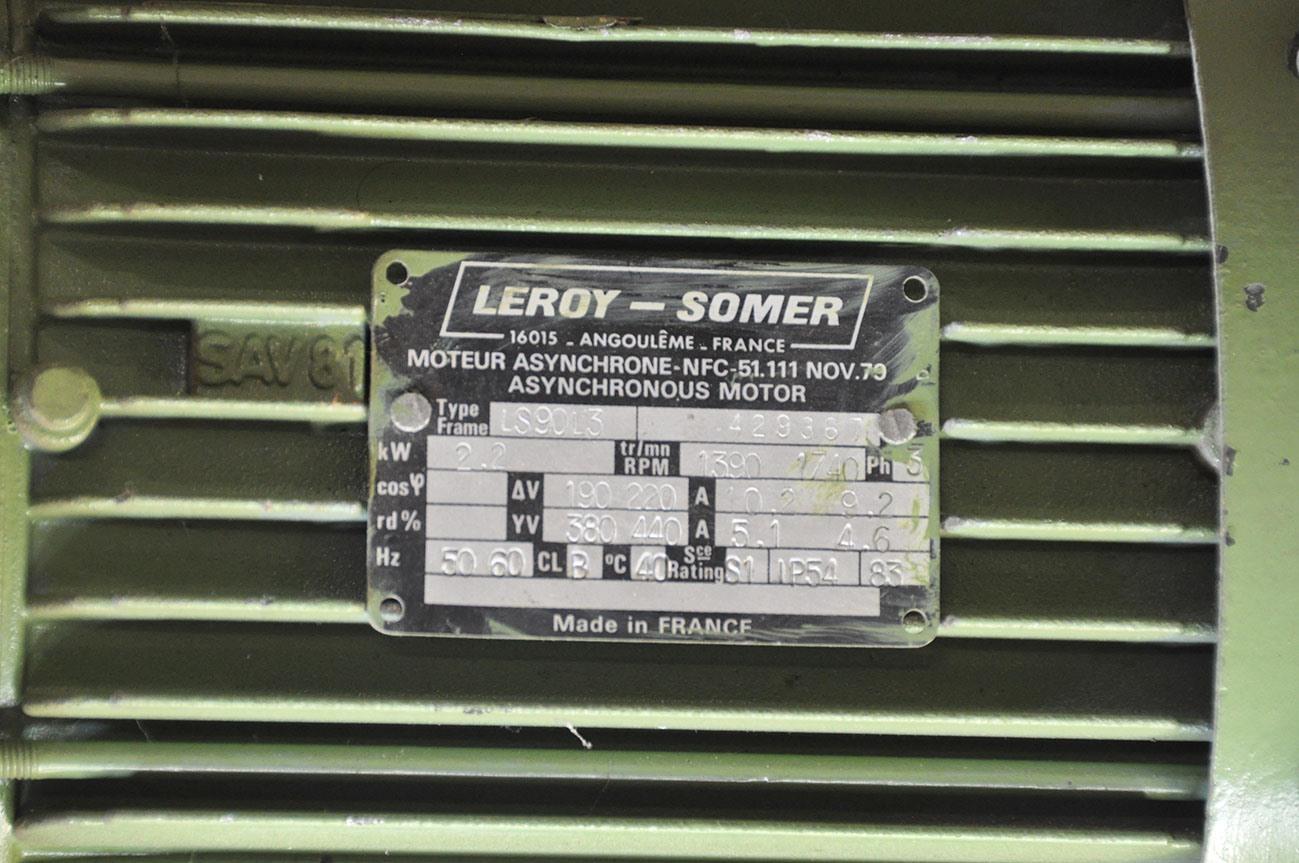 LEROY – SOMER
16015 - ANGOULÊME - FRANCE
MOTEUR ASYNCHRONE-NFC-51.111 NOV.79
ASYNCHRONOUS MOTOR
SAV 81
Type Frame LS90L3 429367
kW 2.2 tr/mn RPM 1390 1740 Ph 3
cosφ ΔV 190 220 A 9.2
rd% YV 380 440 A 5.1 4.6
Hz 50 60 CL B °C 40 Sce Rating S1 IP54 83
Made in FRANCE